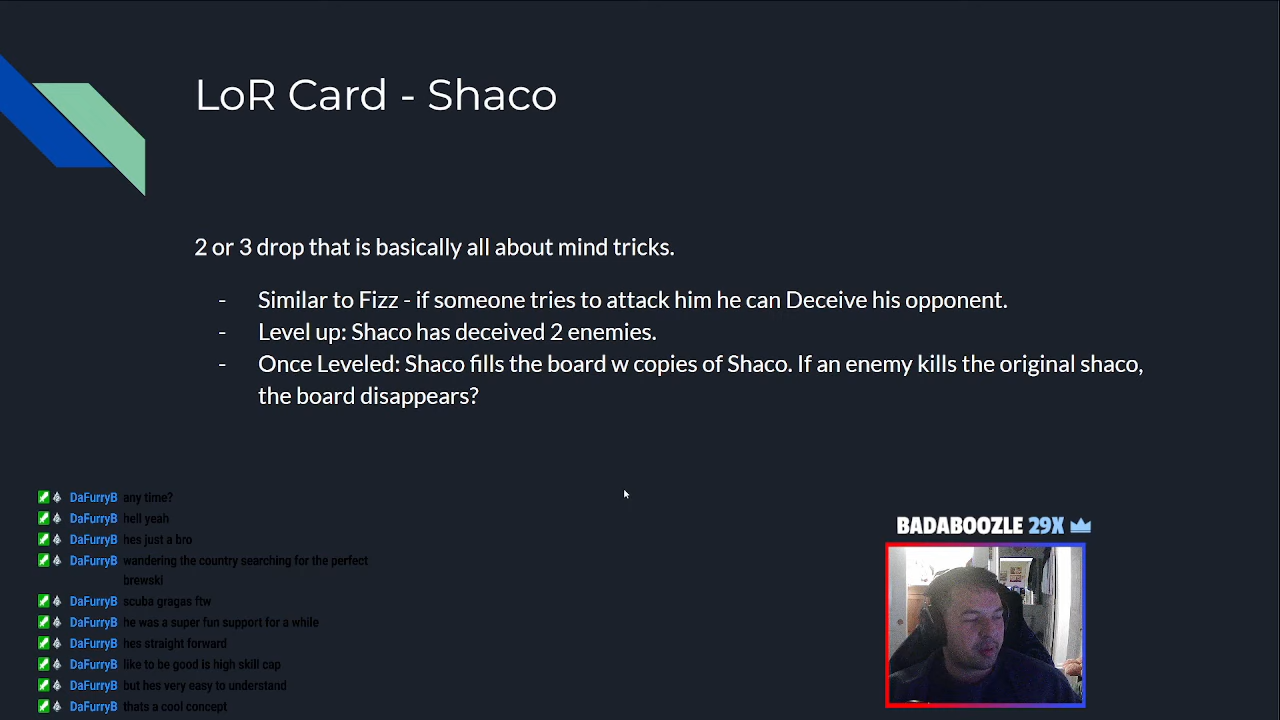 LoR Card - Shaco
2 or 3 drop that is basically all about mind tricks.
- Similar to Fizz - if someone tries to attack him he can Deceive his opponent.
- Level up: Shaco has deceived 2 enemies.
- Once Leveled: Shaco fills the board w copies of Shaco. If an enemy kills the original shaco,
the board disappears?
DaFurryB any time?
DaFurryB hell yeah
DaFurryB hes just a bro
DaFurryB wandering the country searching for the perfect
brewski
DaFurryB scuba gragas ftw
DaFurryB he was a super fun support for a while
DaFurryB hes straight forward
DaFurryB like to be good is high skill cap
DaFurryB but hes very easy to understand
DaFurryB thats a cool concept
BADABOOZLE 29X